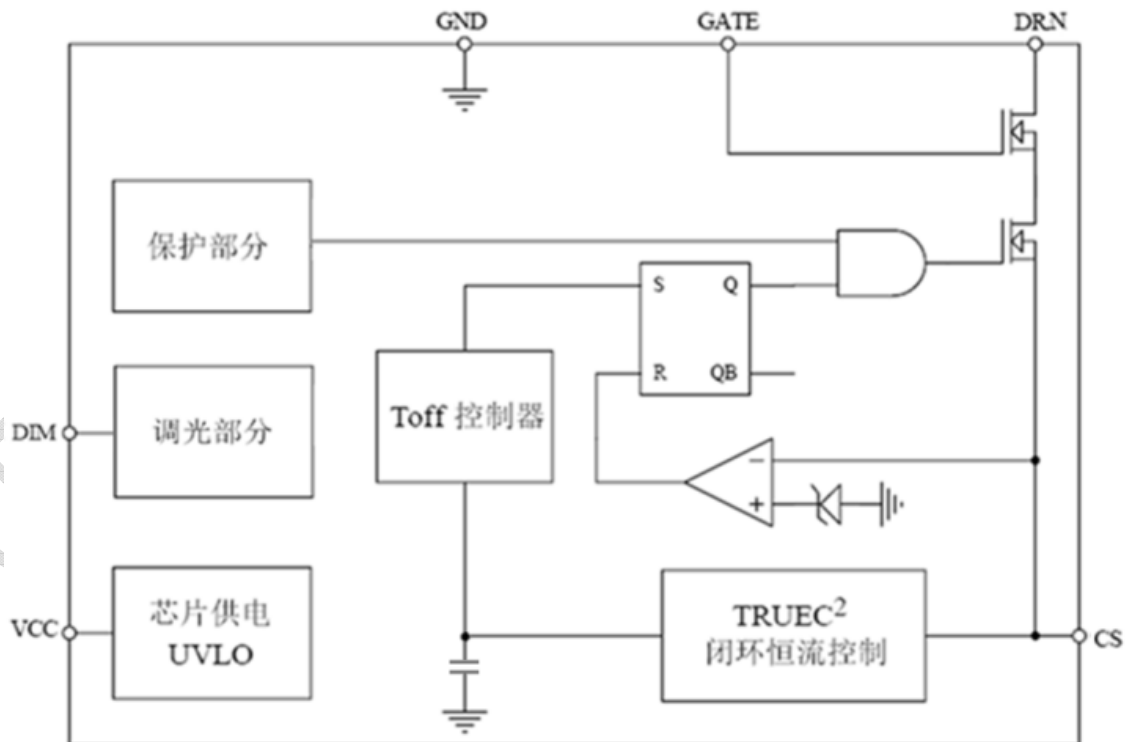 GND
GATE
DRN
保护部分
S
Q
R
QB
Toff 控制器
DIM
调光部分
−
+
VCC
芯片供电
UVLO
TRUEC²
闭环恒流控制
CS